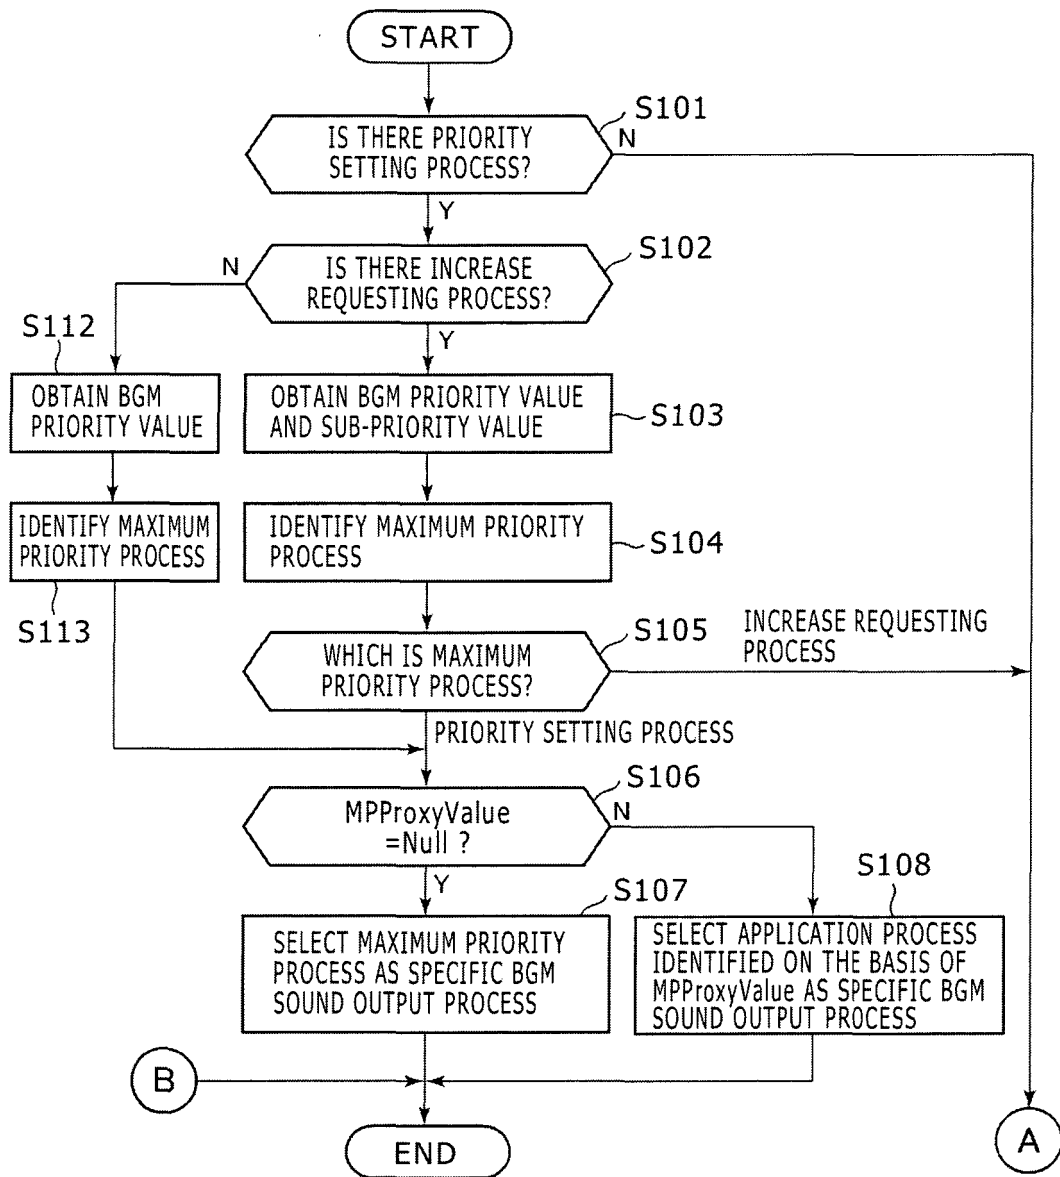 START
S101
IS THERE PRIORITY
SETTING PROCESS?
N
Y
S102
IS THERE INCREASE
REQUESTING PROCESS?
N
Y
S112
OBTAIN BGM
PRIORITY VALUE
OBTAIN BGM PRIORITY VALUE
AND SUB-PRIORITY VALUE
S103
IDENTIFY MAXIMUM
PRIORITY PROCESS
S113
IDENTIFY MAXIMUM PRIORITY
PROCESS
S104
S105
WHICH IS MAXIMUM
PRIORITY PROCESS?
INCREASE REQUESTING
PROCESS
PRIORITY SETTING PROCESS
S106
MPProxyValue
=Null ?
N
Y
S107
SELECT MAXIMUM PRIORITY
PROCESS AS SPECIFIC BGM
SOUND OUTPUT PROCESS
S108
SELECT APPLICATION PROCESS
IDENTIFIED ON THE BASIS OF
MPProxyValue AS SPECIFIC BGM
SOUND OUTPUT PROCESS
B
END
A